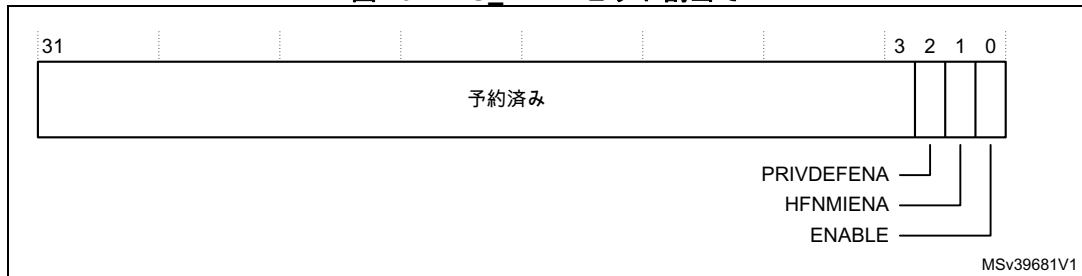 31 3 2 1 0
予約済み
PRIVDEFENA
HFNMIENA
ENABLE
MSv39681V1